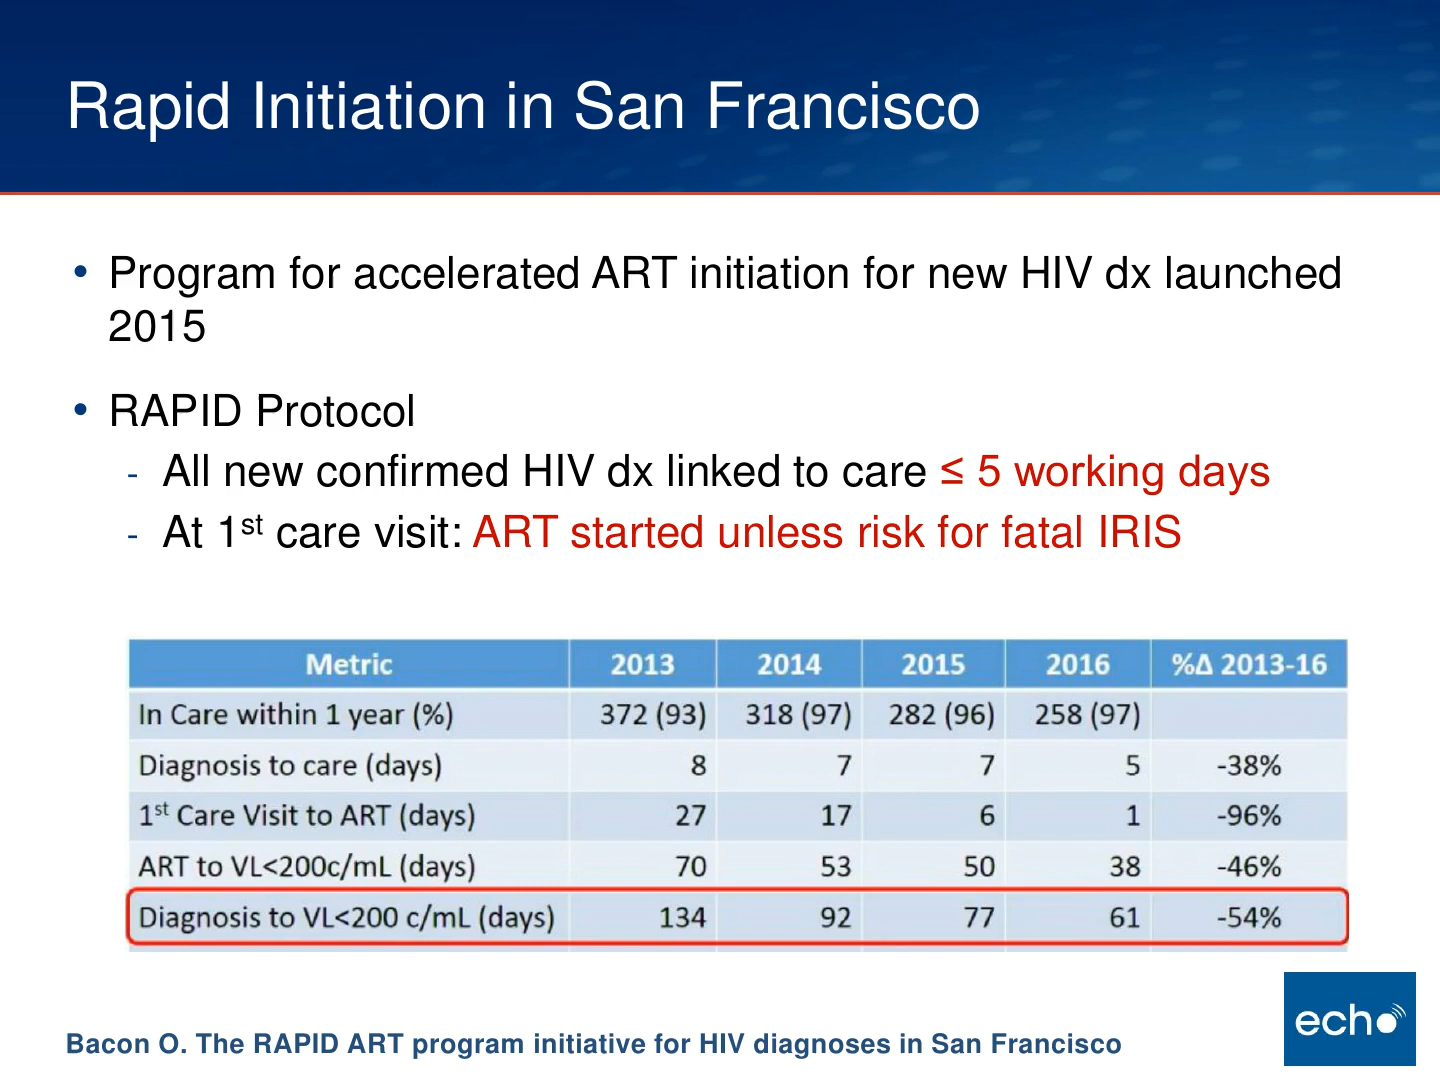 Rapid Initiation in San Francisco
• Program for accelerated ART initiation for new HIV dx launched
2015
• RAPID Protocol
- All new confirmed HIV dx linked to care ≤ 5 working days
- At 1st care visit: ART started unless risk for fatal IRIS
Metric 2013 2014 2015 2016 %Δ 2013-16
In Care within 1 year (%) 372 (93) 318 (97) 282 (96) 258 (97)
Diagnosis to care (days) 8 7 7 5 -38%
1st Care Visit to ART (days) 27 17 6 1 -96%
ART to VL<200c/mL (days) 70 53 50 38 -46%
Diagnosis to VL<200 c/mL (days) 134 92 77 61 -54%
echo
Bacon O. The RAPID ART program initiative for HIV diagnoses in San Francisco